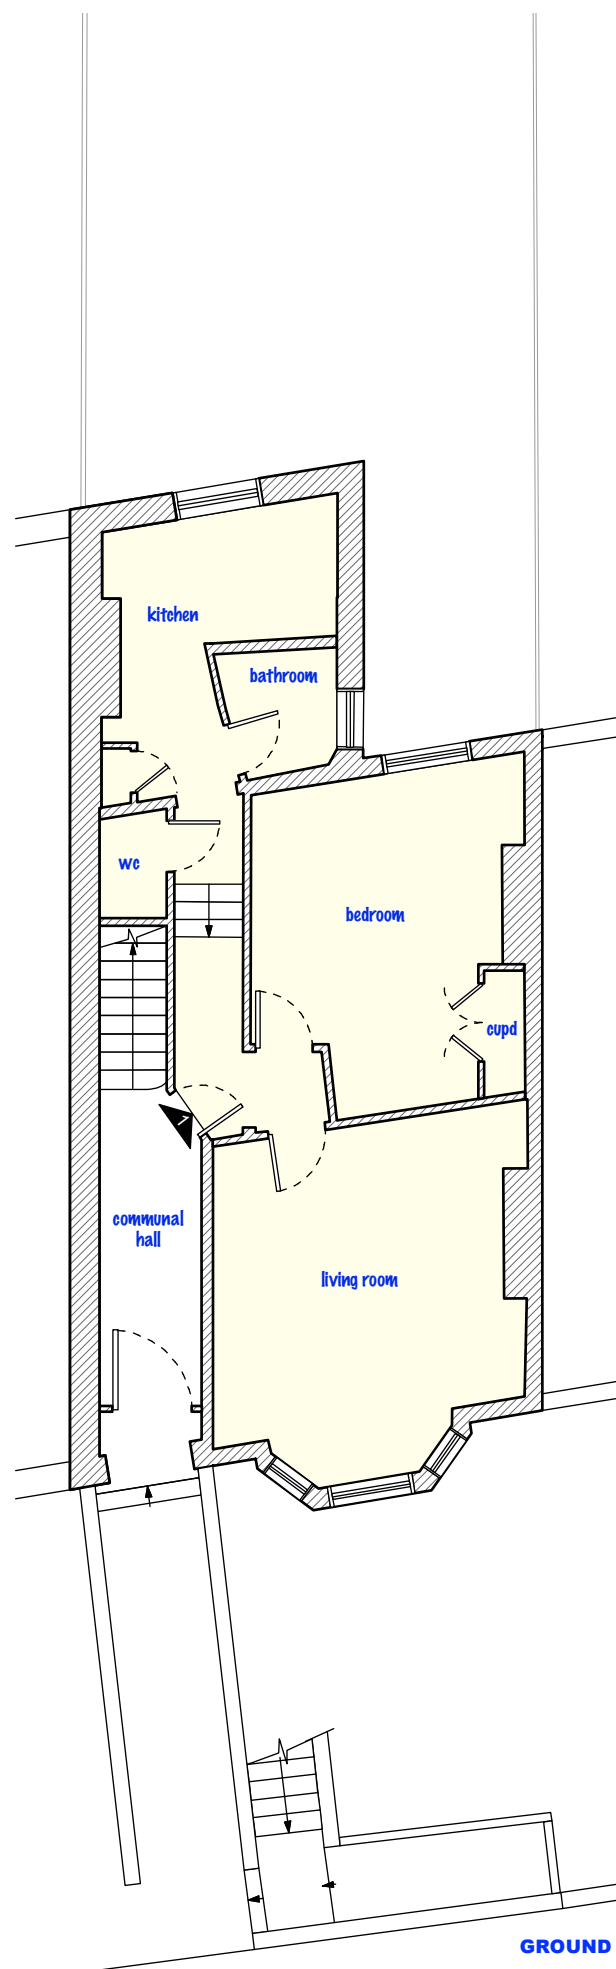 kitchen
bathroom
wc
bedroom
cupd
communal
hall
living room
GROUND